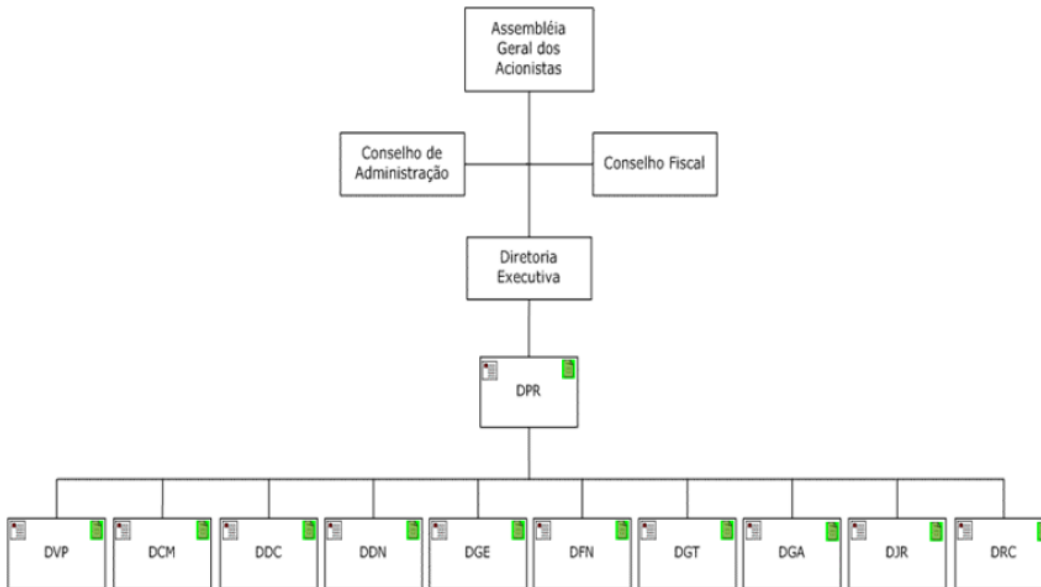 Assembléia
Geral dos
Acionistas
Conselho de
Administração
Conselho Fiscal
Diretoria
Executiva
DPR
DVP
DCM
DDC
DDN
DGE
DFN
DGT
DGA
DJR
DRC